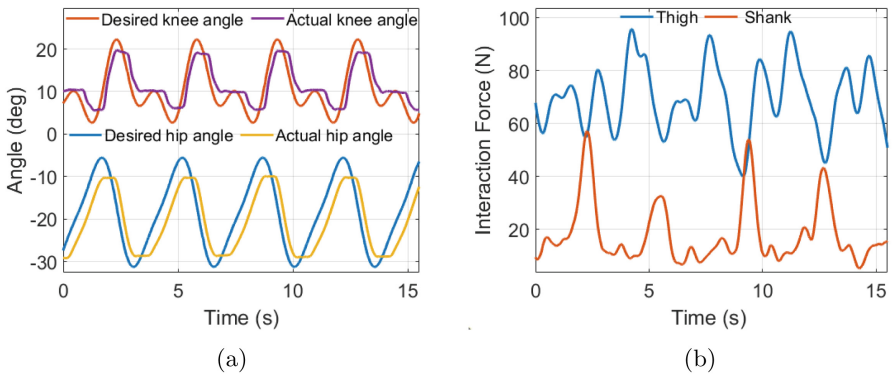 Desired knee angle Actual knee angle
20
10
0
Desired hip angle Actual hip angle
-10
-20
-30
Angle (deg)
0 5 10 15
Time (s)
(a)
Thigh Shank
100
80
60
40
20
Interaction Force (N)
0 5 10 15
Time (s)
(b)